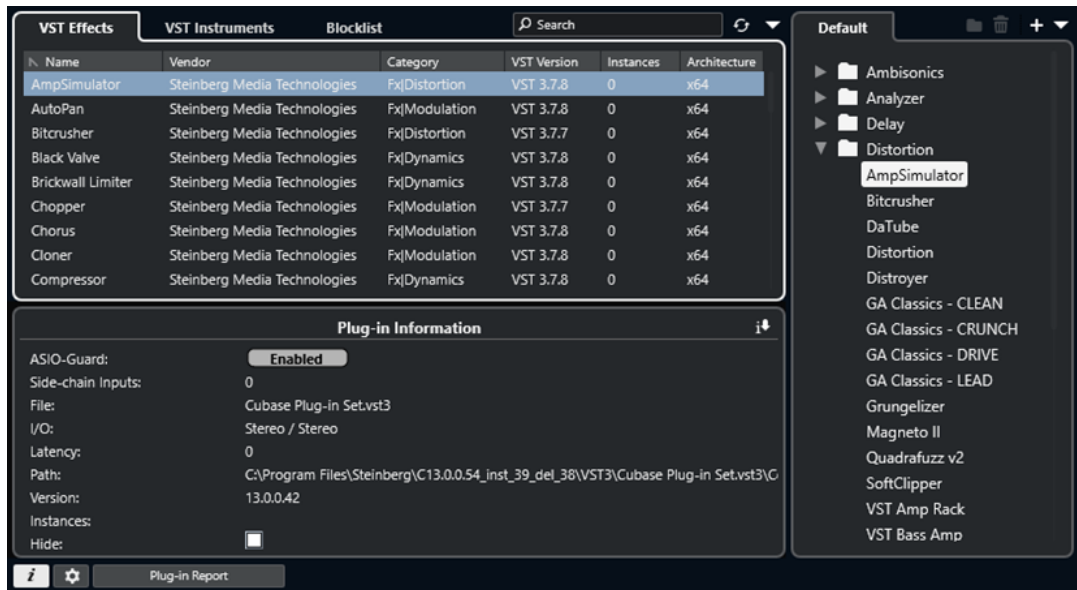 VST Effects VST Instruments Blocklist Search
Name Vendor Category VST Version Instances Architecture
AmpSimulator Steinberg Media Technologies Fx|Distortion VST 3.7.8 0 x64
AutoPan Steinberg Media Technologies Fx|Modulation VST 3.7.8 0 x64
Bitcrusher Steinberg Media Technologies Fx|Distortion VST 3.7.7 0 x64
Black Valve Steinberg Media Technologies Fx|Dynamics VST 3.7.8 0 x64
Brickwall Limiter Steinberg Media Technologies Fx|Dynamics VST 3.7.8 0 x64
Chopper Steinberg Media Technologies Fx|Modulation VST 3.7.7 0 x64
Chorus Steinberg Media Technologies Fx|Modulation VST 3.7.8 0 x64
Cloner Steinberg Media Technologies Fx|Modulation VST 3.7.8 0 x64
Compressor Steinberg Media Technologies Fx|Dynamics VST 3.7.8 0 x64
Plug-in Information
ASIO-Guard: Enabled
Side-chain Inputs: 0
File: Cubase Plug-in Set.vst3
I/O: Stereo / Stereo
Latency: 0
Path: C:\Program Files\Steinberg\C13.0.0.54_inst_39_del_38\VST3\Cubase Plug-in Set.vst3\C
Version: 13.0.0.42
Instances:
Hide:
i Plug-in Report
Default
Ambisonics
Analyzer
Delay
Distortion
AmpSimulator
Bitcrusher
DaTube
Distortion
Distroyer
GA Classics - CLEAN
GA Classics - CRUNCH
GA Classics - DRIVE
GA Classics - LEAD
Grungelizer
Magneto II
Quadrafuzz v2
SoftClipper
VST Amp Rack
VST Bass Amp